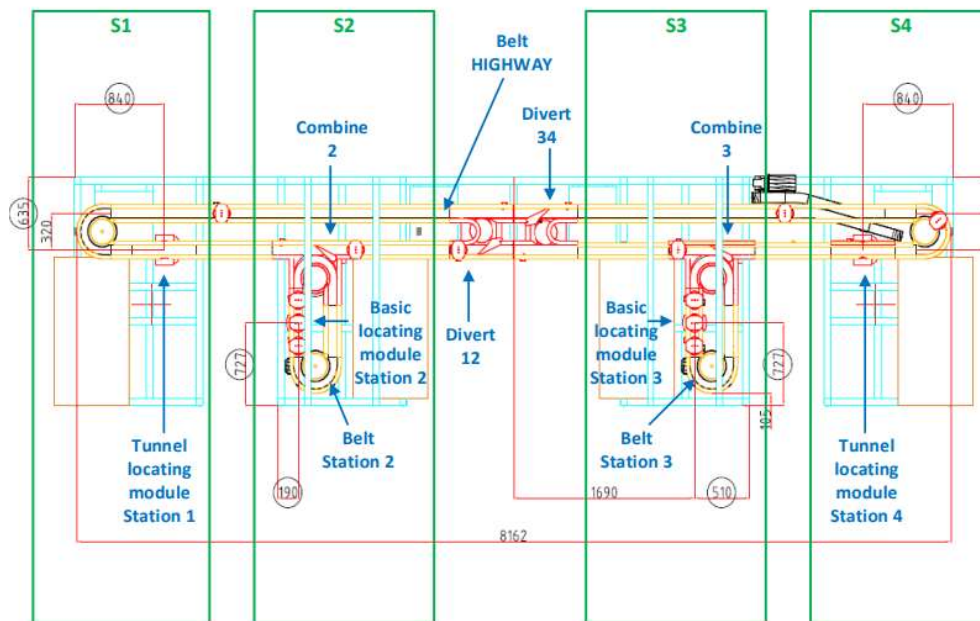 S1
S2
S3
S4
Belt
HIGHWAY
Divert
34
Combine
2
Combine
3
840
840
635
320
Basic
locating
module
Station 2
Divert
12
Basic
locating
module
Station 3
727
727
105
Tunnel
locating
module
Station 1
Belt
Station 2
Belt
Station 3
Tunnel
locating
module
Station 4
190
1690
510
8162